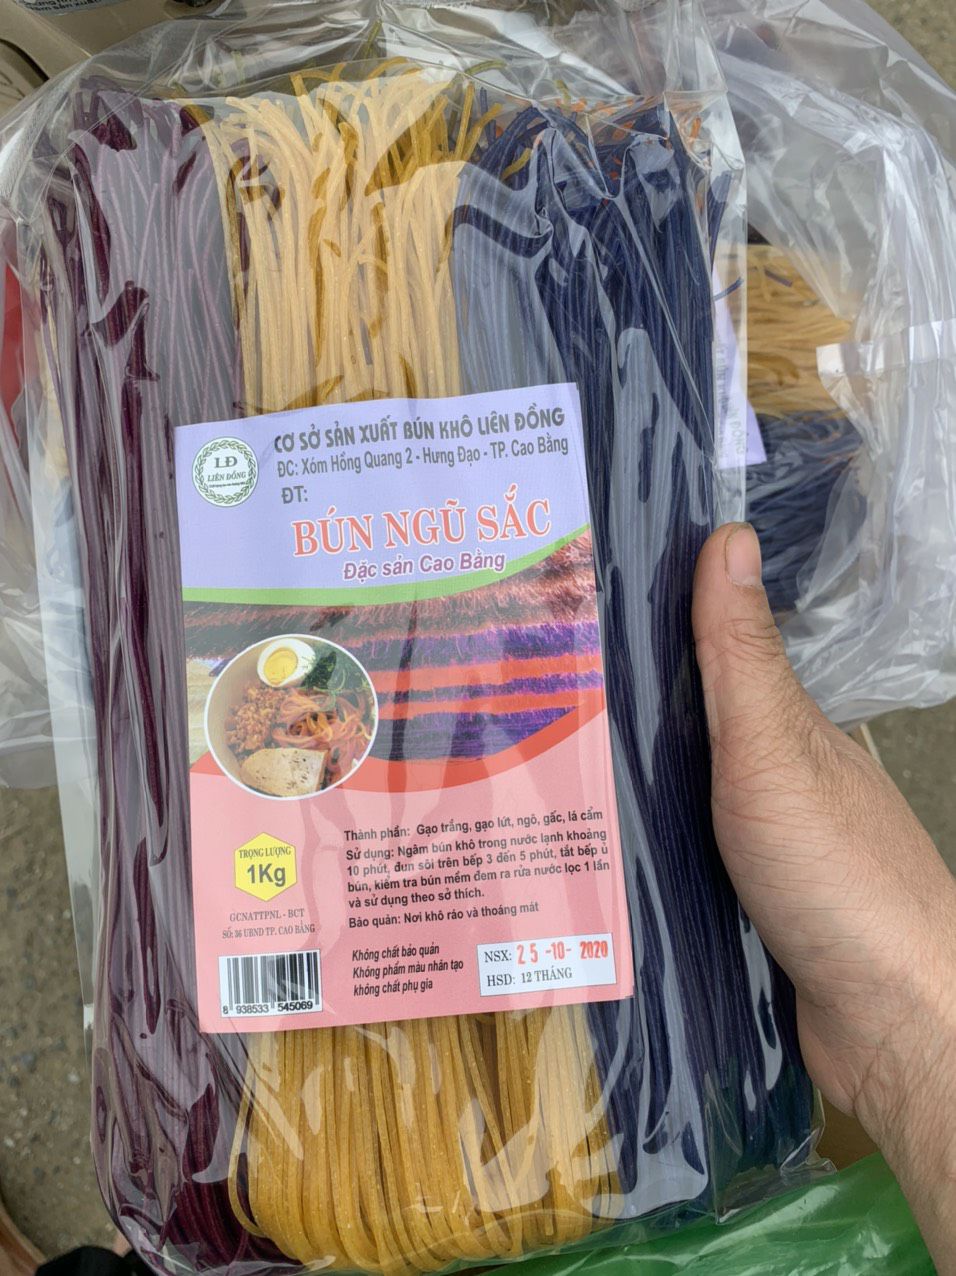 CƠ SỞ SẢN XUẤT BÚN KHÔ LIÊN ĐỒNG
ĐC: Xóm Hồng Quang 2 - Hưng Đạo - TP. Cao Bằng
ĐT:
LĐ
LIÊN ĐỒNG
BÚN NGŨ SẮC
Đặc sản Cao Bằng
TRỌNG LƯỢNG
1Kg
GCNATTPNL - BCT
SỐ: 36 UBND TP. CAO BẰNG
8 938533 545069
Thành phần: Gạo trắng, gạo lứt, ngô, gấc, lá cẩm
Sử dụng: Ngâm bún khô trong nước lạnh khoảng
10 phút, đun sôi trên bếp 3 đến 5 phút, tắt bếp ủ
bún, kiểm tra bún mềm đem ra rửa nước lọc 1 lần
và sử dụng theo sở thích.
Bảo quản: Nơi khô ráo và thoáng mát
Không chất bảo quản
Không phẩm màu nhân tạo
không chất phụ gia
NSX: 25-10-2020
HSD: 12 THÁNG